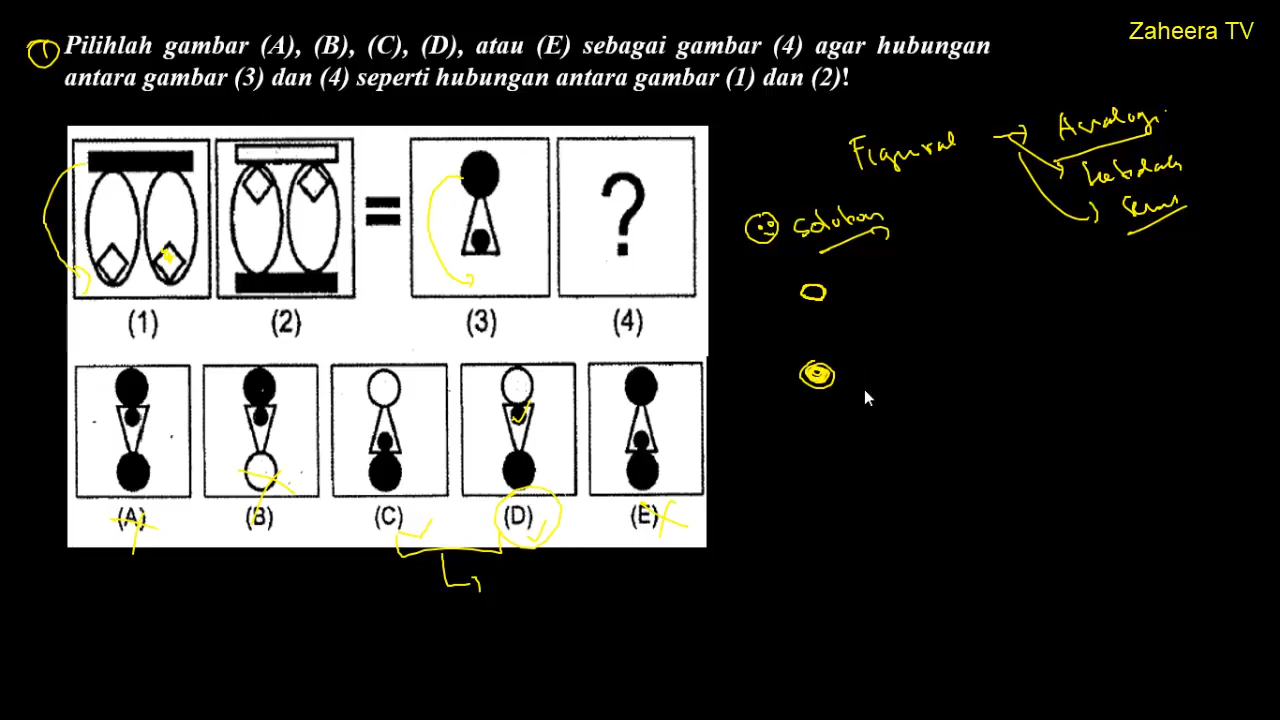 Zaheera TV
① Pilihlah gambar (A), (B), (C), (D), atau (E) sebagai gambar (4) agar hubungan
antara gambar (3) dan (4) seperti hubungan antara gambar (1) dan (2)!
Figural
Analogi
= ?
(1) (2) (3) (4)
(A) (B) (C) (D) (E)